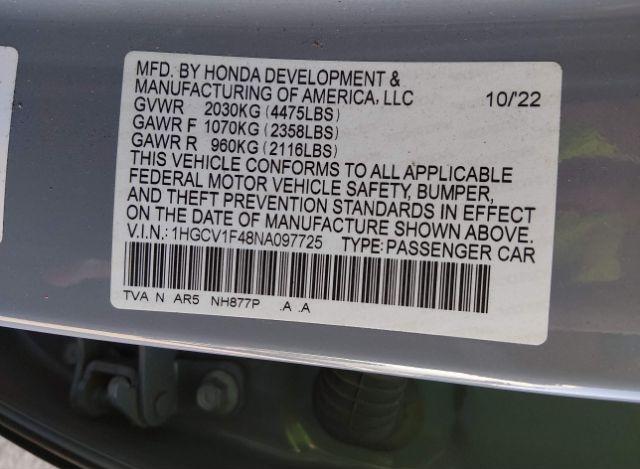 MFD. BY HONDA DEVELOPMENT &
MANUFACTURING OF AMERICA, LLC 10/'22
GVWR 2030KG (4475LBS)
GAWR F 1070KG (2358LBS)
GAWR R 960KG (2116LBS)
THIS VEHICLE CONFORMS TO ALL APPLICABLE
FEDERAL MOTOR VEHICLE SAFETY, BUMPER,
AND THEFT PREVENTION STANDARDS IN EFFECT
ON THE DATE OF MANUFACTURE SHOWN ABOVE.
V.I.N.: 1HGCV1F48NA097725 TYPE: PASSENGER CAR
TVA N AR5 NH877P .A .A